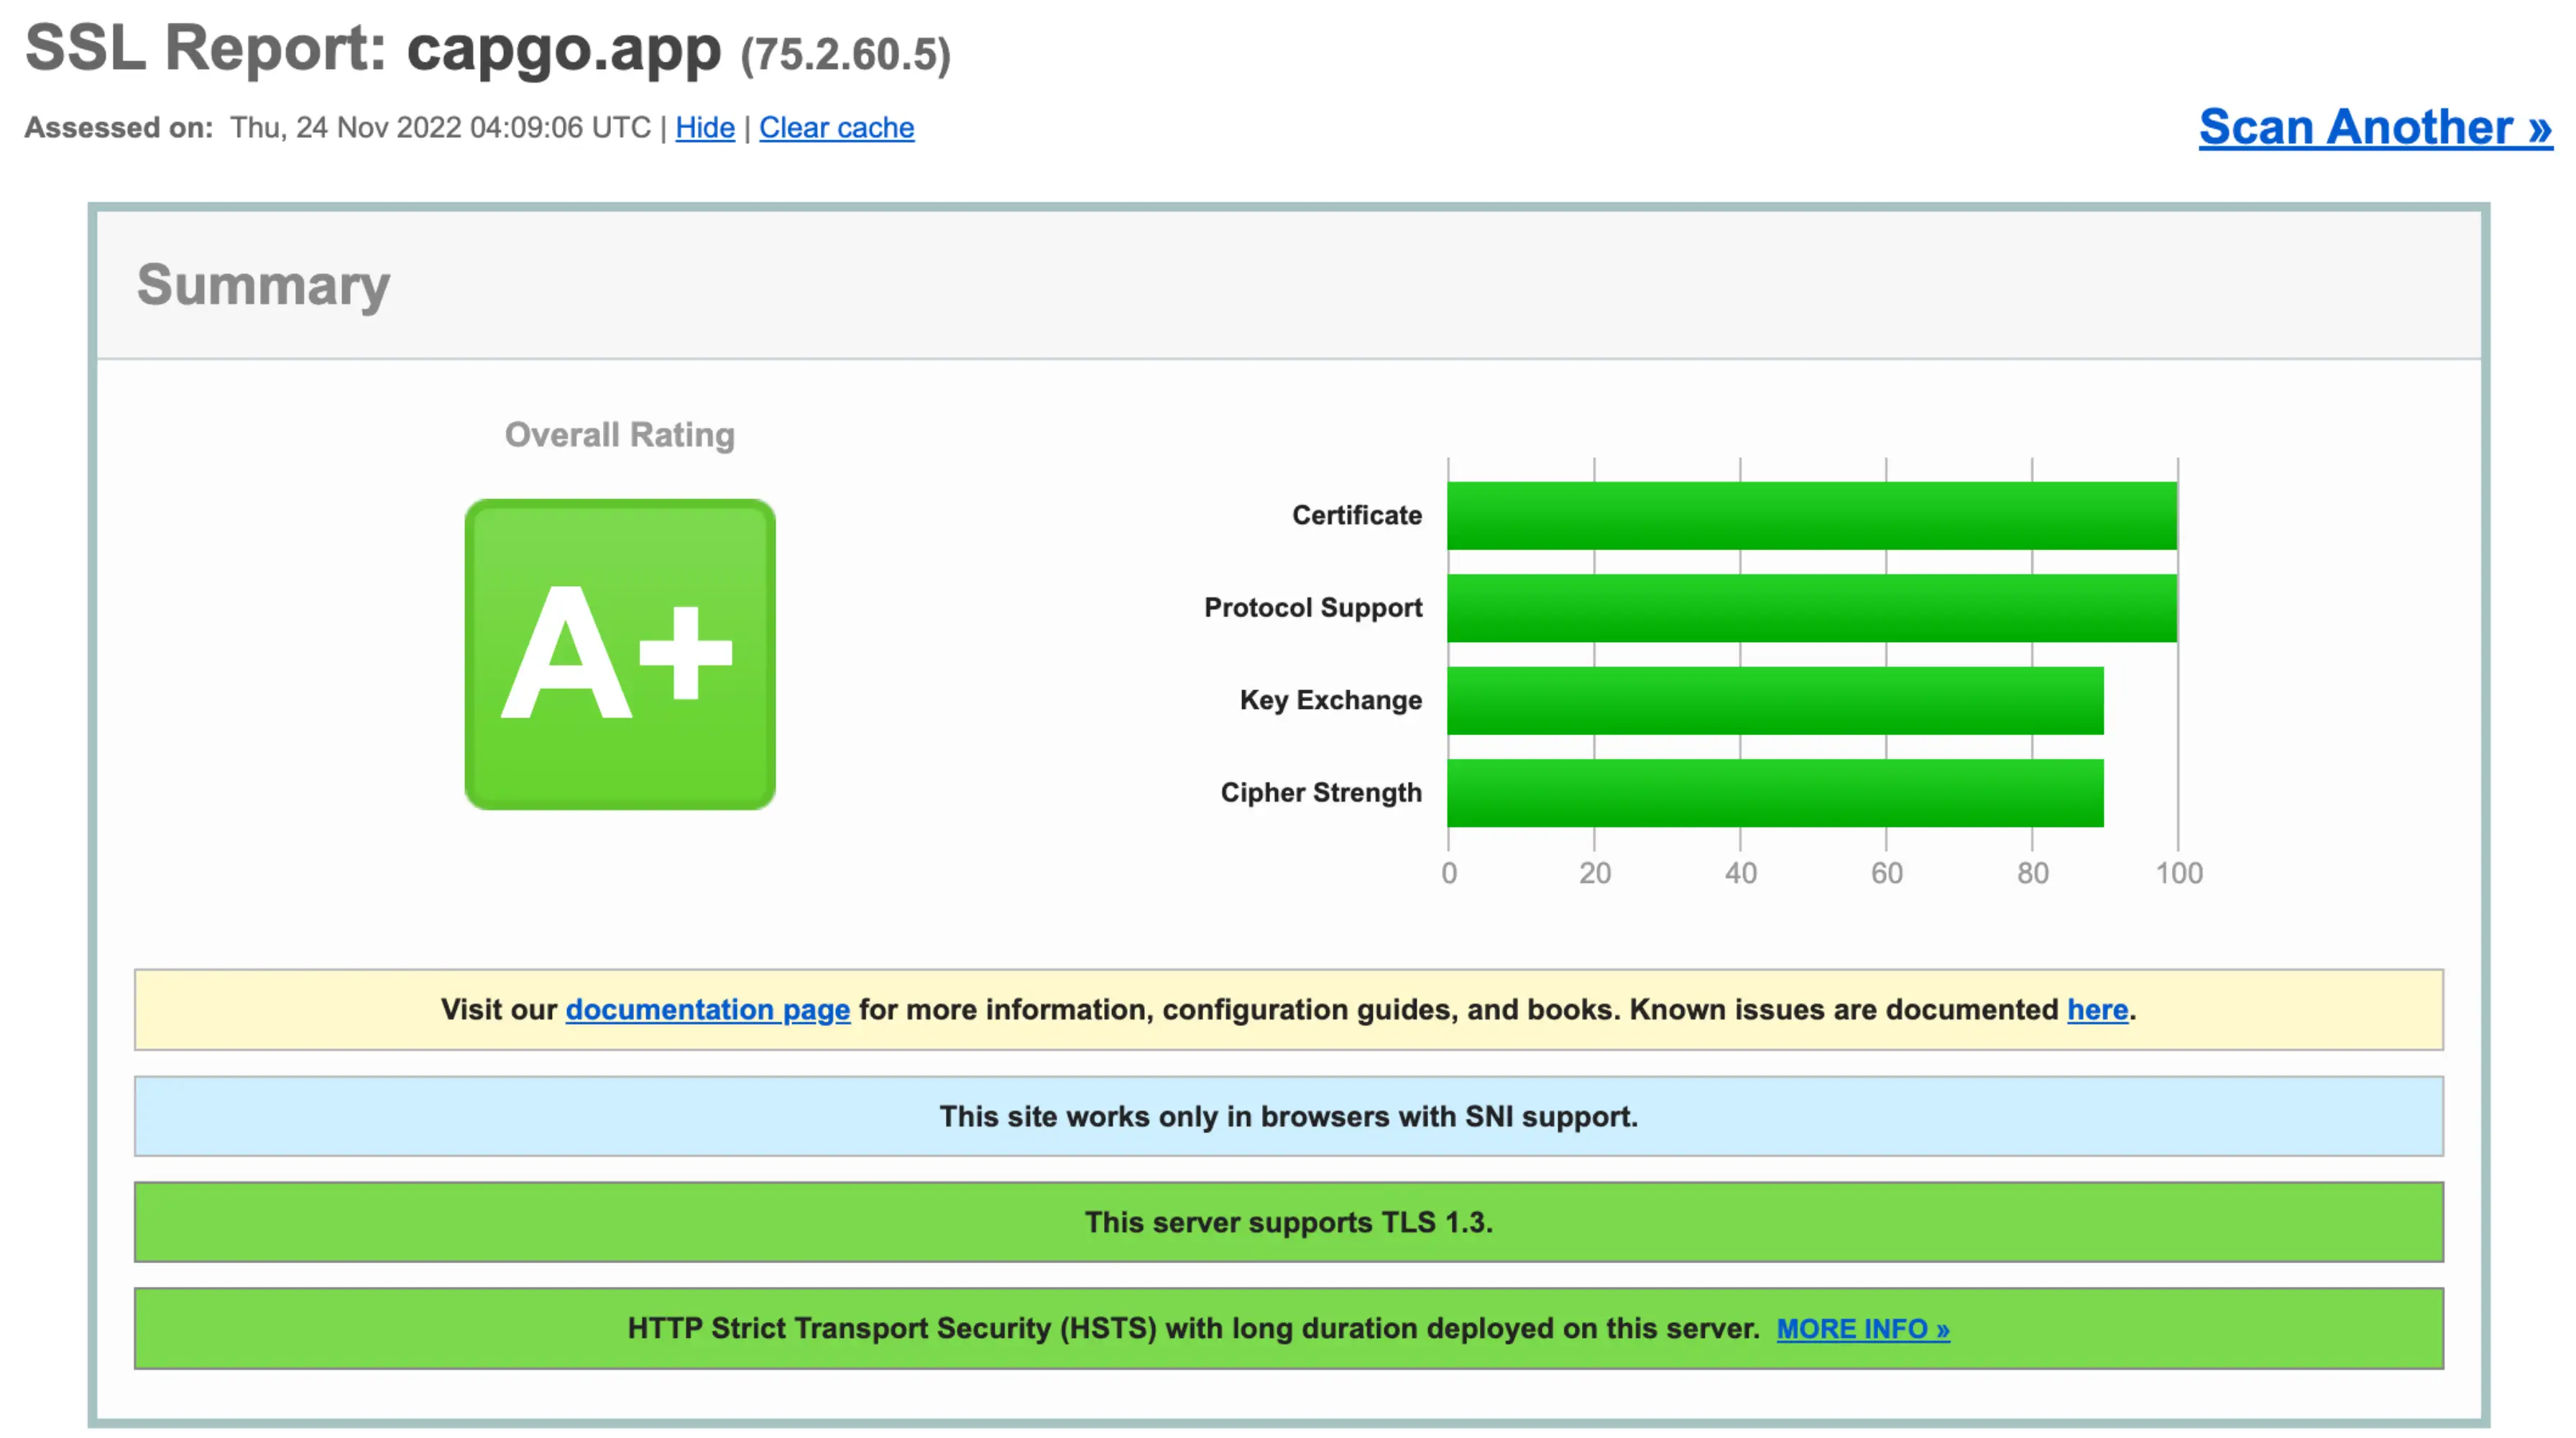 SSL Report: capgo.app (75.2.60.5)
Assessed on: Thu, 24 Nov 2022 04:09:06 UTC | Hide | Clear cache
Scan Another »
Summary
Overall Rating
A+
Certificate
Protocol Support
Key Exchange
Cipher Strength
0 20 40 60 80 100
Visit our documentation page for more information, configuration guides, and books. Known issues are documented here.
This site works only in browsers with SNI support.
This server supports TLS 1.3.
HTTP Strict Transport Security (HSTS) with long duration deployed on this server. MORE INFO »